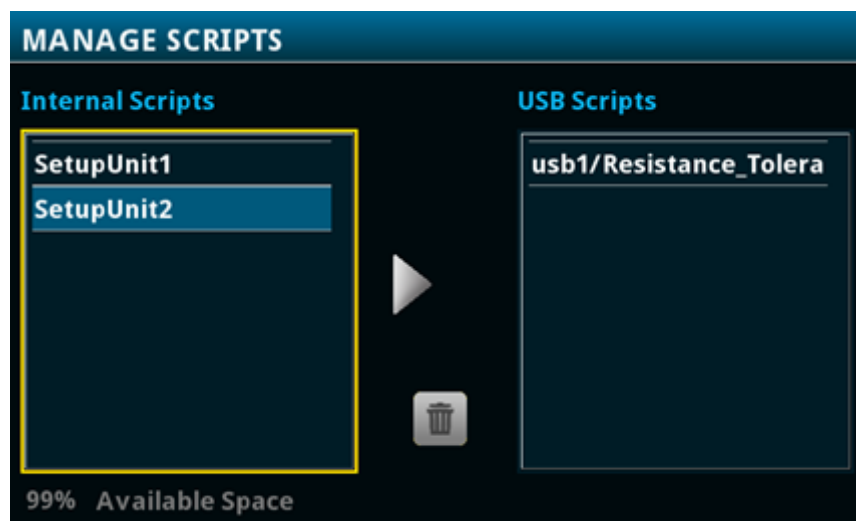 MANAGE SCRIPTS
Internal Scripts
USB Scripts
SetupUnit1
usb1/Resistance_Tolera
SetupUnit2
99% Available Space